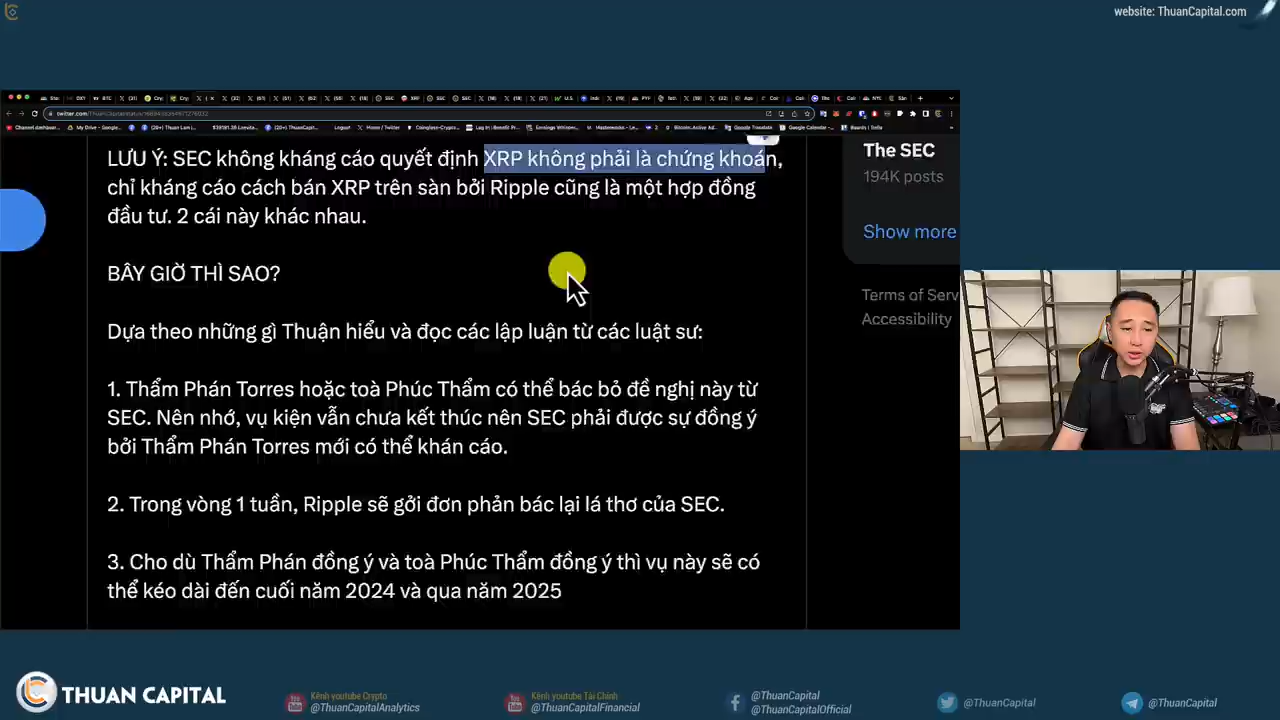 website: ThuanCapital.com
LƯU Ý: SEC không kháng cáo quyết định XRP không phải là chứng khoán,
chỉ kháng cáo cách bán XRP trên sàn bởi Ripple cũng là một hợp đồng
đầu tư. 2 cái này khác nhau.
BÂY GIỜ THÌ SAO?
Dựa theo những gì Thuận hiểu và đọc các lập luận từ các luật sư:
1. Thẩm Phán Torres hoặc toà Phúc Thẩm có thể bác bỏ đề nghị này từ
SEC. Nên nhớ, vụ kiện vẫn chưa kết thúc nên SEC phải được sự đồng ý
bởi Thẩm Phán Torres mới có thể khán cáo.
2. Trong vòng 1 tuần, Ripple sẽ gởi đơn phản bác lại lá thơ của SEC.
3. Cho dù Thẩm Phán đồng ý và toà Phúc Thẩm đồng ý thì vụ này sẽ có
thể kéo dài đến cuối năm 2024 và qua năm 2025
The SEC
194K posts
Show more
Terms of Serv
Accessibility
THUAN CAPITAL
Kênh youtube Crypto
@ThuanCapitalAnalytics
Kênh youtube Tài Chính
@ThuanCapitalFinancial
@ThuanCapital
@ThuanCapitalOfficial
@ThuanCapital
@ThuanCapital